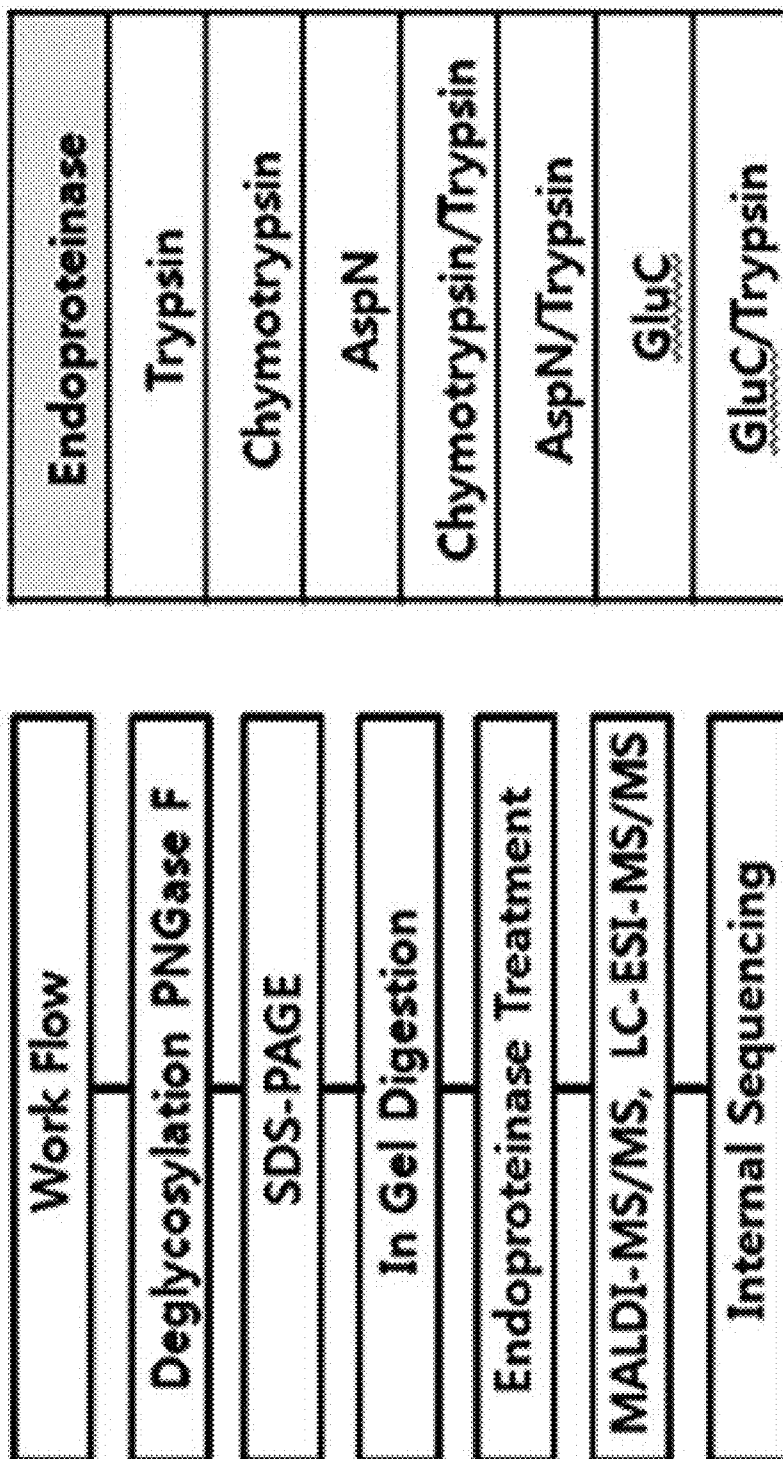 Work Flow
Deglycosylation PNGase F
SDS-PAGE
In Gel Digestion
Endoproteinase Treatment
MALDI-MS/MS, LC-ESI-MS/MS
Internal Sequencing
Endoproteinase
Trypsin
Chymotrypsin
AspN
Chymotrypsin/Trypsin
AspN/Trypsin
GluC
GluC/Trypsin